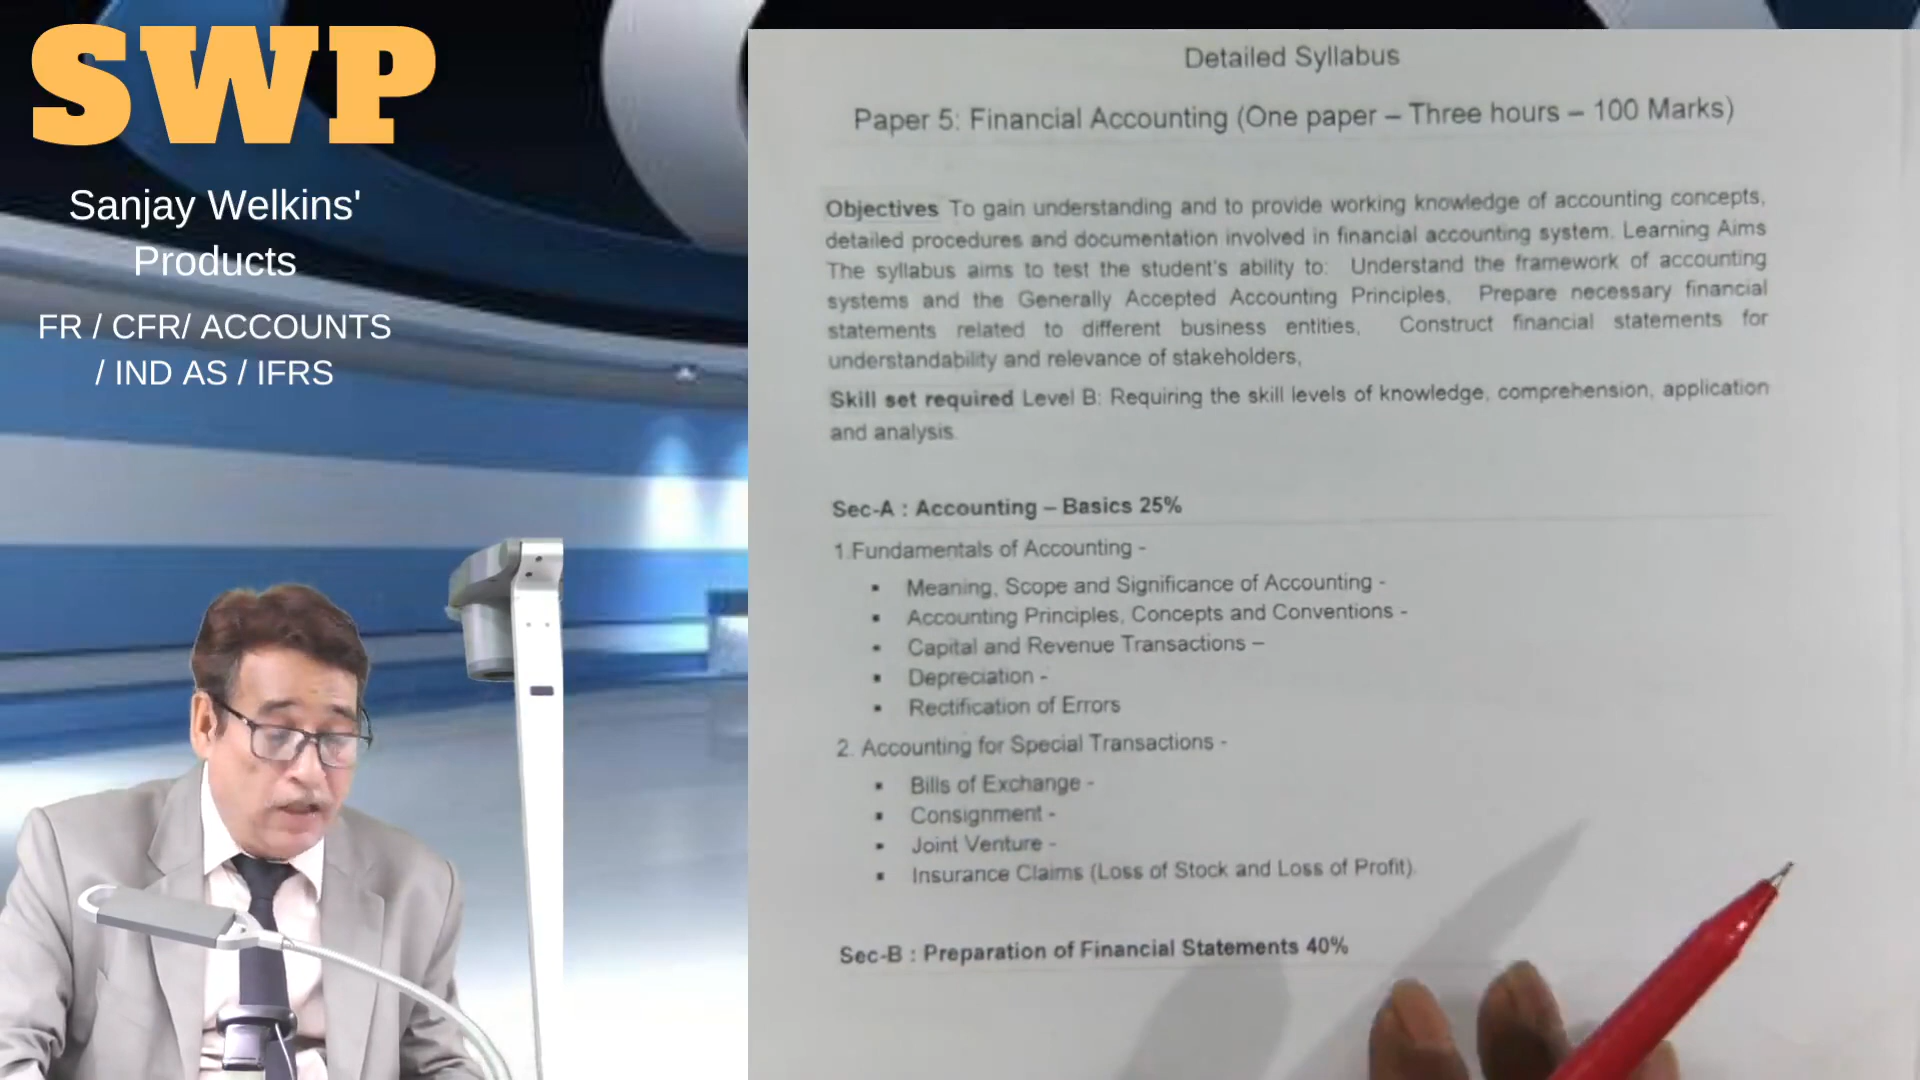 SWP
Sanjay Welkins'
Products
FR / CFR/ ACCOUNTS
/ IND AS / IFRS
Detailed Syllabus
Paper 5: Financial Accounting (One paper – Three hours – 100 Marks)
Objectives To gain understanding and to provide working knowledge of accounting concepts,
detailed procedures and documentation involved in financial accounting system. Learning Aims
The syllabus aims to test the student's ability to: Understand the framework of accounting
systems and the Generally Accepted Accounting Principles, Prepare necessary financial
statements related to different business entities, Construct financial statements for
understandability and relevance of stakeholders,
Skill set required Level B: Requiring the skill levels of knowledge, comprehension, application
and analysis.
Sec-A : Accounting – Basics 25%
1.Fundamentals of Accounting -
▪ Meaning, Scope and Significance of Accounting -
▪ Accounting Principles, Concepts and Conventions -
▪ Capital and Revenue Transactions –
▪ Depreciation -
▪ Rectification of Errors
2. Accounting for Special Transactions -
▪ Bills of Exchange -
▪ Consignment -
▪ Joint Venture -
▪ Insurance Claims (Loss of Stock and Loss of Profit).
Sec-B : Preparation of Financial Statements 40%